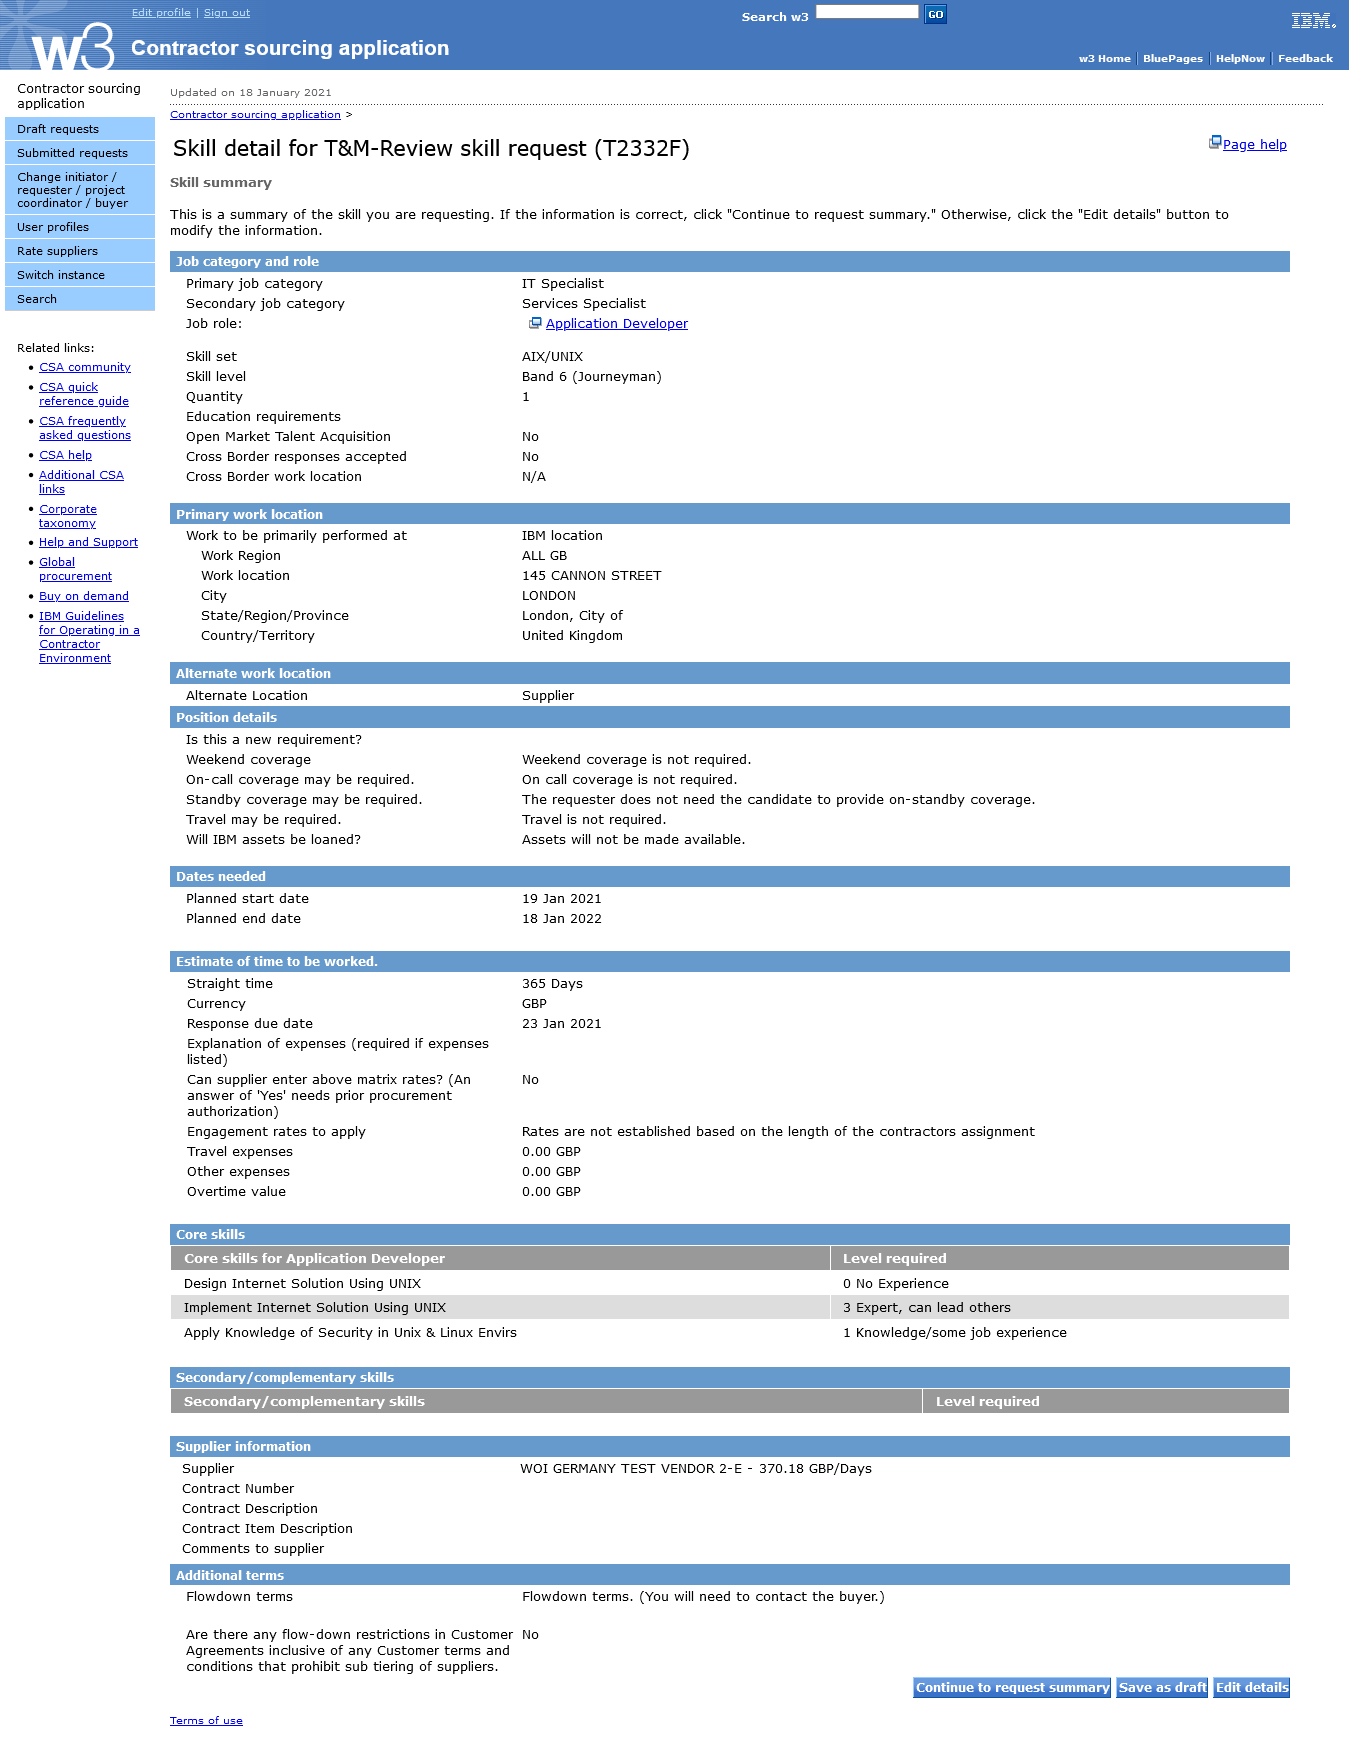 Edit profile | Sign out
Search w3
GO
IBM®
w3
Contractor sourcing application
w3 Home | BluePages | HelpNow | Feedback
Contractor sourcing
application
Draft requests
Submitted requests
Change initiator /
requester / project
coordinator / buyer
User profiles
Rate suppliers
Switch instance
Search
Related links:
• CSA community
• CSA quick
reference guide
• CSA frequently
asked questions
• CSA help
• Additional CSA
links
• Corporate
taxonomy
• Help and Support
• Global
procurement
• Buy on demand
• IBM Guidelines
for Operating in a
Contractor
Environment
Updated on 18 January 2021
Contractor sourcing application >
Skill detail for T&M-Review skill request (T2332F)
Page help
Skill summary
This is a summary of the skill you are requesting. If the information is correct, click "Continue to request summary." Otherwise, click the "Edit details" button to
modify the information.
Job category and role
Primary job category IT Specialist
Secondary job category Services Specialist
Job role: Application Developer
Skill set AIX/UNIX
Skill level Band 6 (Journeyman)
Quantity 1
Education requirements
Open Market Talent Acquisition No
Cross Border responses accepted No
Cross Border work location N/A
Primary work location
Work to be primarily performed at IBM location
Work Region ALL GB
Work location 145 CANNON STREET
City LONDON
State/Region/Province London, City of
Country/Territory United Kingdom
Alternate work location
Alternate Location Supplier
Position details
Is this a new requirement?
Weekend coverage Weekend coverage is not required.
On-call coverage may be required. On call coverage is not required.
Standby coverage may be required. The requester does not need the candidate to provide on-standby coverage.
Travel may be required. Travel is not required.
Will IBM assets be loaned? Assets will not be made available.
Dates needed
Planned start date 19 Jan 2021
Planned end date 18 Jan 2022
Estimate of time to be worked.
Straight time 365 Days
Currency GBP
Response due date 23 Jan 2021
Explanation of expenses (required if expenses
listed)
Can supplier enter above matrix rates? (An No
answer of 'Yes' needs prior procurement
authorization)
Engagement rates to apply Rates are not established based on the length of the contractors assignment
Travel expenses 0.00 GBP
Other expenses 0.00 GBP
Overtime value 0.00 GBP
Core skills
Core skills for Application Developer Level required
Design Internet Solution Using UNIX 0 No Experience
Implement Internet Solution Using UNIX 3 Expert, can lead others
Apply Knowledge of Security in Unix & Linux Envirs 1 Knowledge/some job experience
Secondary/complementary skills
Secondary/complementary skills Level required
Supplier information
Supplier WOI GERMANY TEST VENDOR 2-E - 370.18 GBP/Days
Contract Number
Contract Description
Contract Item Description
Comments to supplier
Additional terms
Flowdown terms Flowdown terms. (You will need to contact the buyer.)
Are there any flow-down restrictions in Customer No
Agreements inclusive of any Customer terms and
conditions that prohibit sub tiering of suppliers.
Continue to request summary Save as draft Edit details
Terms of use